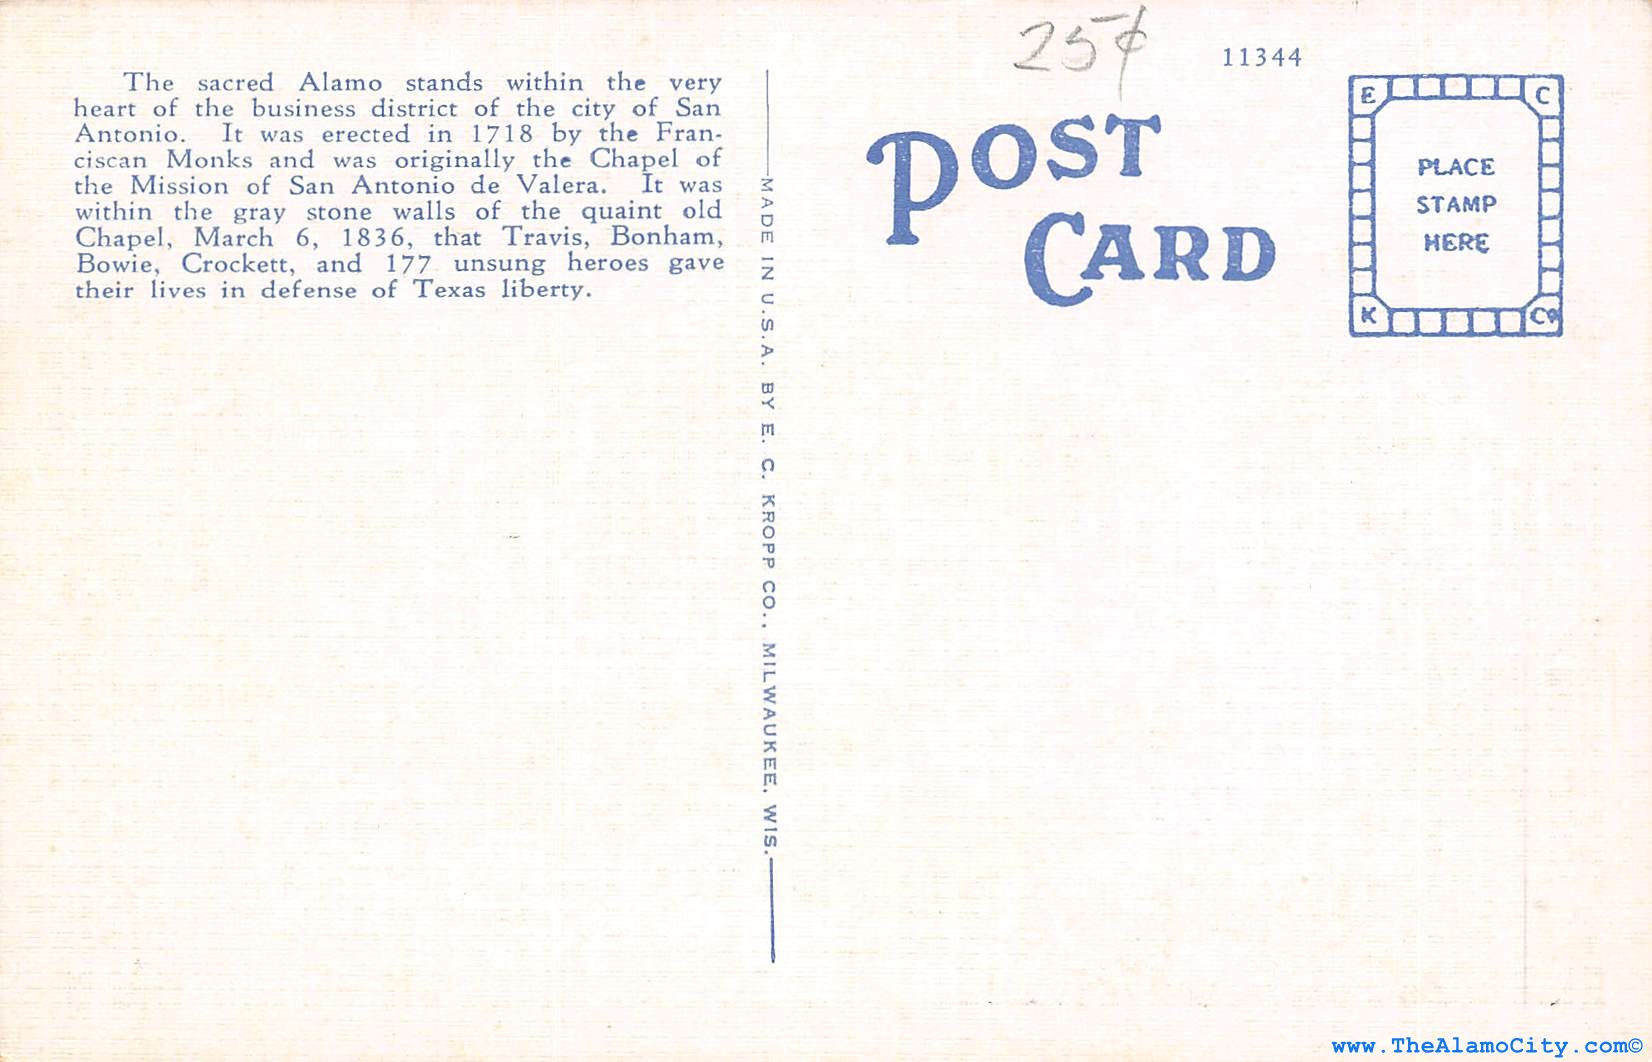 The sacred Alamo stands within the very
heart of the business district of the city of San
Antonio. It was erected in 1718 by the Fran-
ciscan Monks and was originally the Chapel of
the Mission of San Antonio de Valera. It was
within the gray stone walls of the quaint old
Chapel, March 6, 1836, that Travis, Bonham,
Bowie, Crockett, and 177 unsung heroes gave
their lives in defense of Texas liberty.
MADE IN U.S.A. BY E. C. KROPP CO., MILWAUKEE, WIS.
25¢
11344
POST
CARD
E C
PLACE
STAMP
HERE
K Co
www.TheAlamoCity.com©